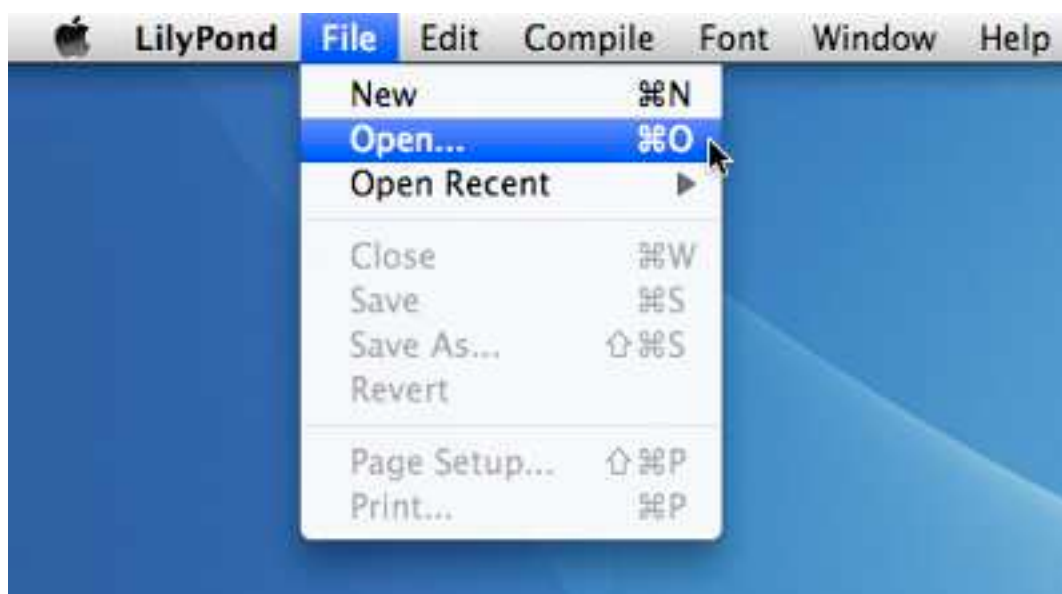 LilyPond File Edit Compile Font Window Help
New ⌘N
Open... ⌘O
Open Recent ▶
Close ⌘W
Save ⌘S
Save As... ⇧⌘S
Revert
Page Setup... ⇧⌘P
Print... ⌘P